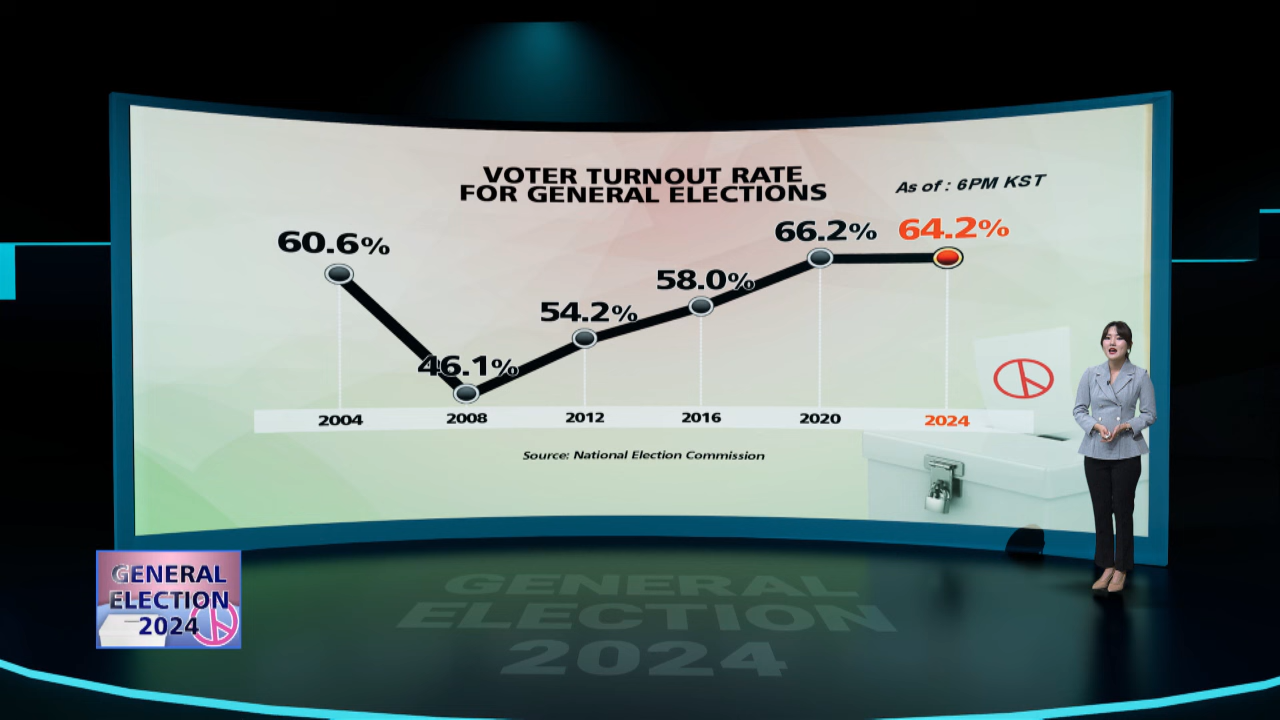 VOTER TURNOUT RATE
FOR GENERAL ELECTIONS
As of : 6PM KST
60.6%
46.1%
54.2%
58.0%
66.2%
64.2%
2004
2008
2012
2016
2020
2024
Source: National Election Commission
GENERAL
ELECTION
2024
GENERAL
ELECTION
2024